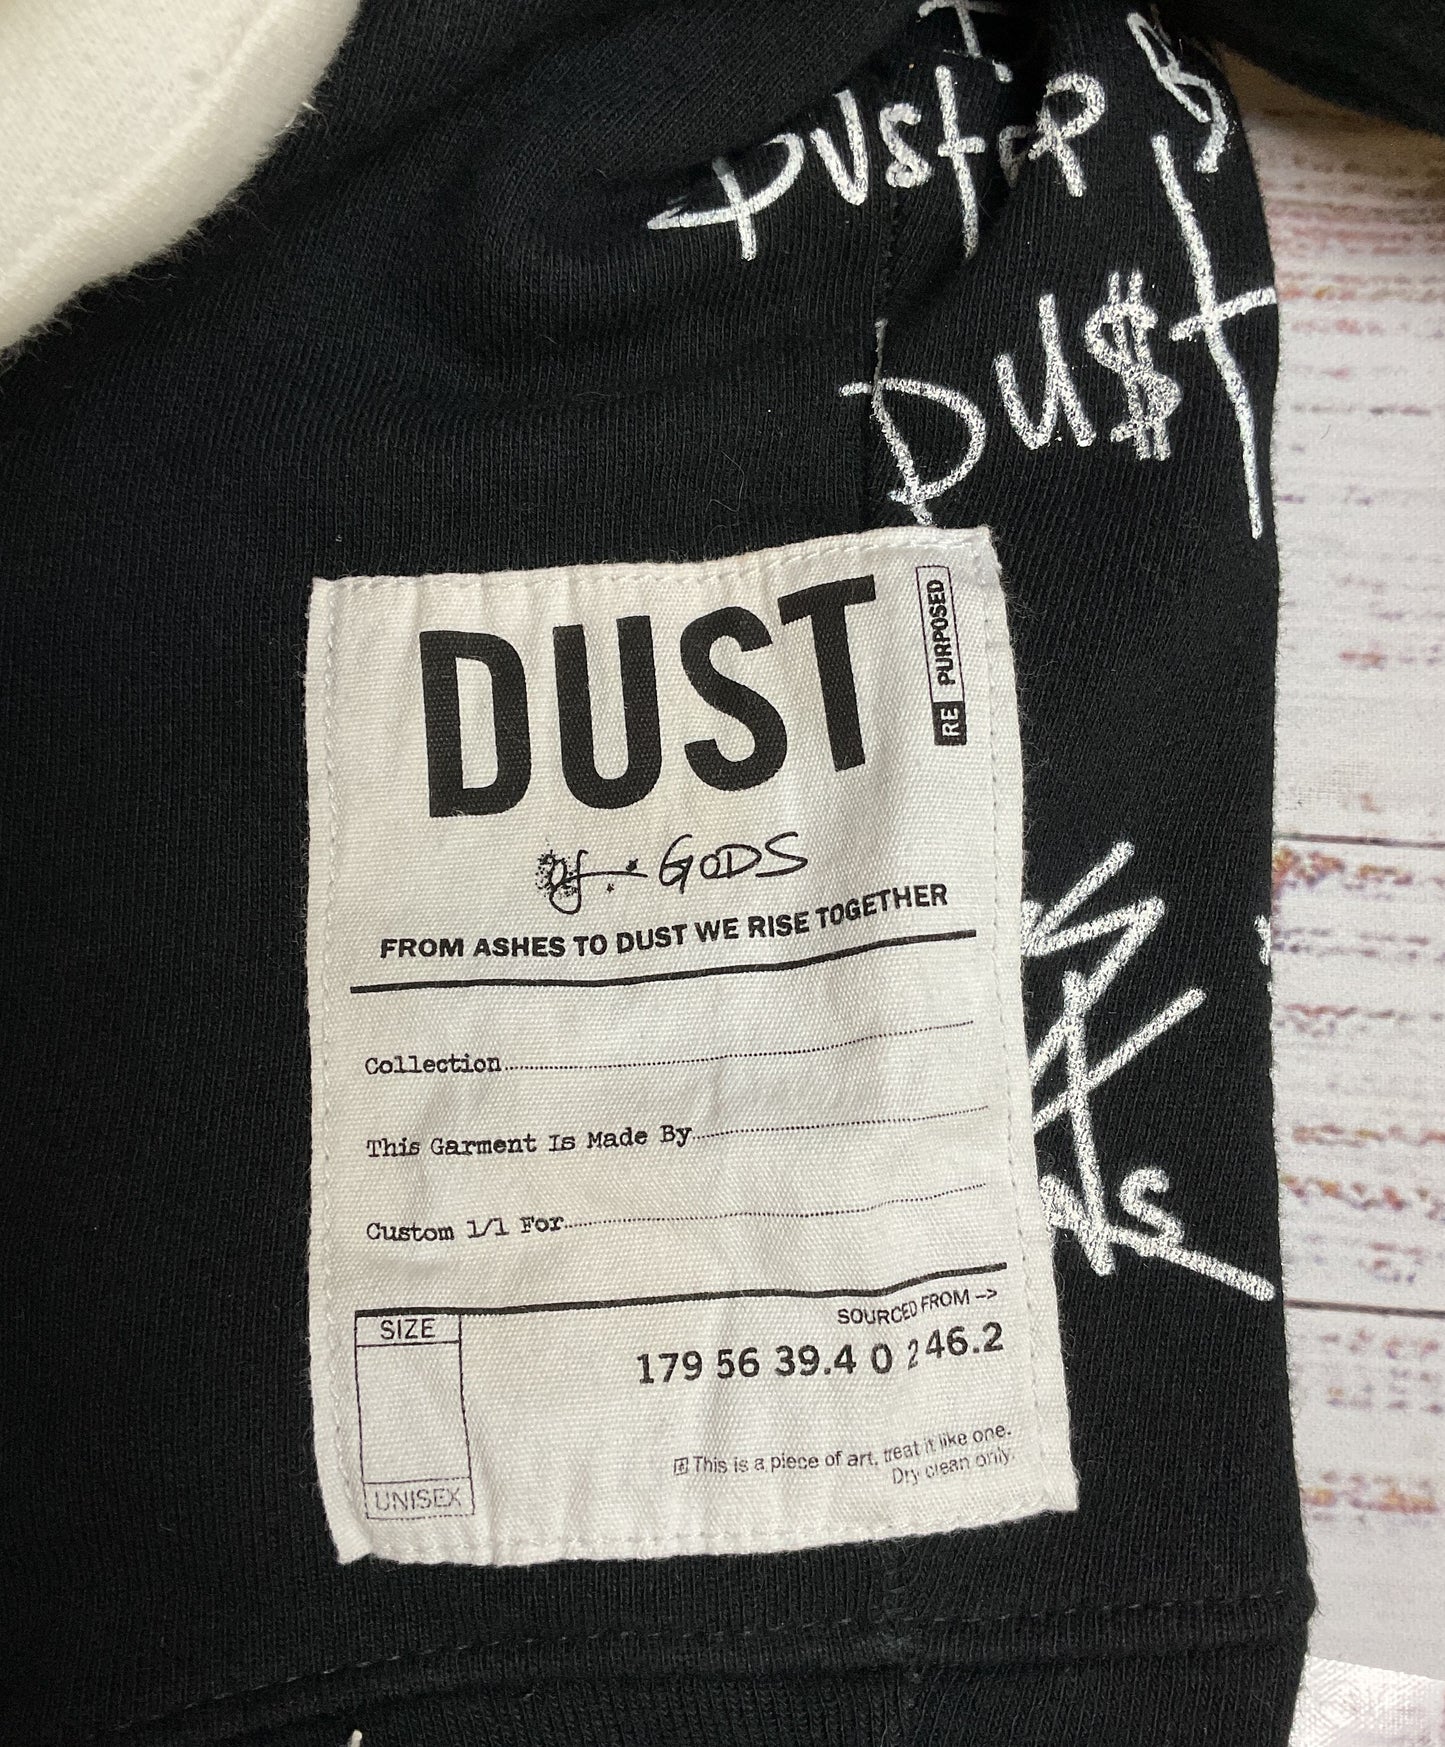 DU$t
DUST
RE PURPOSED
of GODS
FROM ASHES TO DUST WE RISE TOGETHER
Collection
This Garment Is Made By
Custom 1/1 For
SIZE
SOURCED FROM ->
179 56 39.4 0 246.2
This is a piece of art, treat it like one.
Dry clean only.
UNISEX